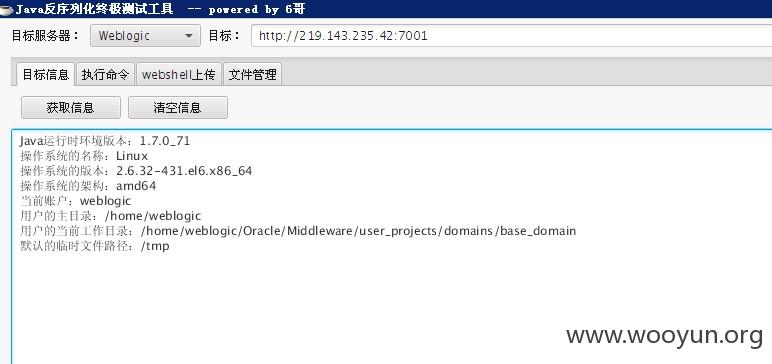 Java反序列化终极测试工具 -- powered by 6哥
目标服务器： Weblogic 目标： http://219.143.235.42:7001
目标信息 执行命令 webshell上传 文件管理
获取信息 清空信息
Java运行时环境版本：1.7.0_71
操作系统的名称：Linux
操作系统的版本：2.6.32-431.el6.x86_64
操作系统的架构：amd64
当前账户：weblogic
用户的主目录：/home/weblogic
用户的当前工作目录：/home/weblogic/Oracle/Middleware/user_projects/domains/base_domain
默认的临时文件路径：/tmp
www.wooyun.org